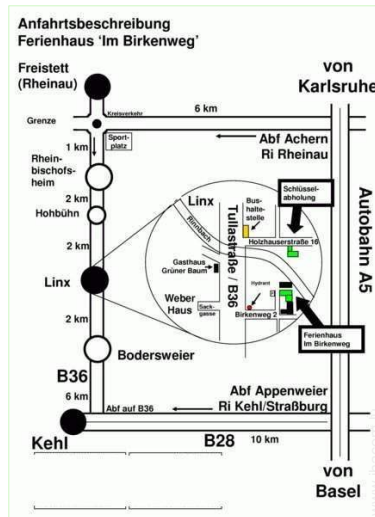 Anfahrtsbeschreibung
Ferienhaus 'Im Birkenweg'
Freistett
(Rheinau)
von
Karlsruhe
Grenze
Kreisverkehr
6 km
Sport-
platz
1 km
Abf Achern
Ri Rheinau
Rhein-
bischofs-
heim
2 km
Hohbühn
2 km
Linx
2 km
Bodersweier
B36
6 km
Abf auf B36
Kehl
B28
10 km
Abf Appenweier
Ri Kehl/Straßburg
von
Basel
Autobahn A5
Linx
Rinnbach
Tullastraße / B36
Bus-
halte-
stelle
Schlüssel-
abholung
Holzhauserstraße 16
Gasthaus
Grüner Baum
Weber
Haus
Sack-
gasse
Hydrant
Birkenweg 2
Ferienhaus
Im Birkenweg